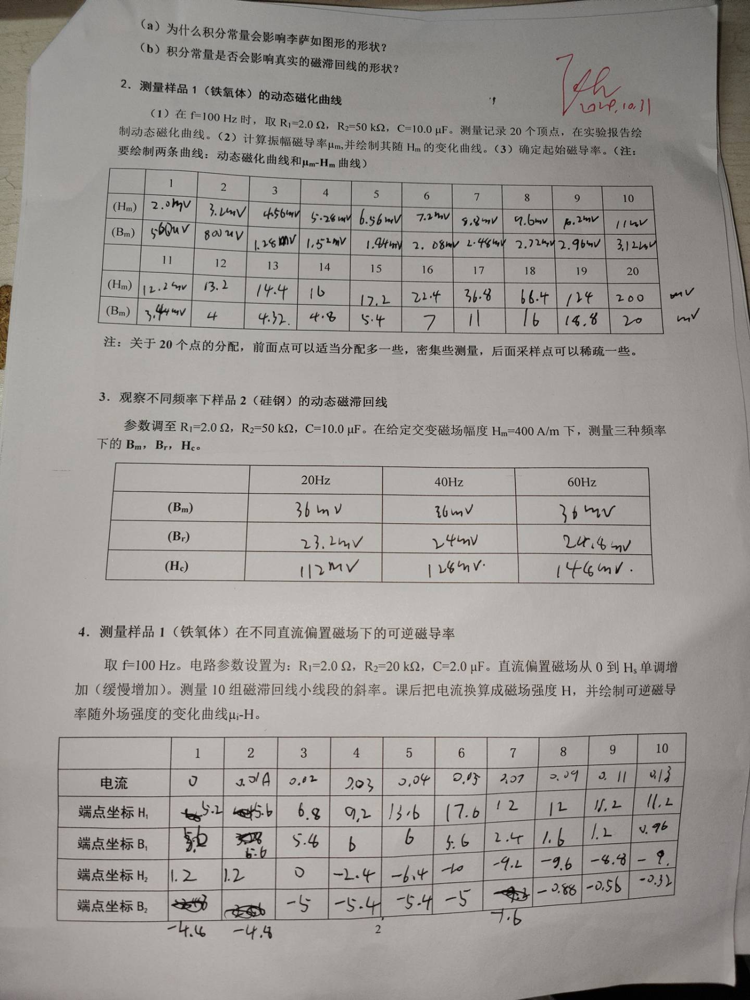 （a）为什么积分常量会影响李萨如图形的形状？
（b）积分常量是否会影响真实的磁滞回线的形状？
2024.10.31
2．测量样品 1（铁氧体）的动态磁化曲线
（1）在 f=100 Hz 时，取 R₁=2.0 Ω，R₂=50 kΩ，C=10.0 μF。测量记录 20 个顶点，在实验报告绘
制动态磁化曲线。（2）计算振幅磁导率μm,并绘制其随 Hm 的变化曲线。（3）确定起始磁导率。（注：
要绘制两条曲线：动态磁化曲线和μm-Hm 曲线）
1 2 3 4 5 6 7 8 9 10
(Hm) 2.0mV 3.2mV 4.56mV 5.28mV 6.56mV 7.2mV 8.8mV 9.6mV 10.2mV 11mV
(Bm) 560uV 800uV 1.28mV 1.52mV 1.84mV 2.08mV 2.48mV 2.72mV 2.96mV 3.12mV
11 12 13 14 15 16 17 18 19 20
(Hm) 12.2mV 13.2 14.4 16 17.2 22.4 36.8 66.4 124 200 mV
(Bm) 3.44mV 4 4.32 4.8 5.4 7 11 16 18.8 20 mV
注：关于 20 个点的分配，前面点可以适当分配多一些，密集些测量，后面采样点可以稀疏一些。
3．观察不同频率下样品 2（硅钢）的动态磁滞回线
参数调至 R₁=2.0 Ω，R₂=50 kΩ，C=10.0 μF。在给定交变磁场幅度 Hm=400 A/m 下，测量三种频率
下的 Bm，Br，Hc。
20Hz 40Hz 60Hz
(Bm) 36mV 36mV 36mV
(Br) 23.2mV 24mV 24.8mV
(Hc) 112mV 128mV. 148mV.
4．测量样品 1（铁氧体）在不同直流偏置磁场下的可逆磁导率
取 f=100 Hz。电路参数设置为：R₁=2.0 Ω，R₂=20 kΩ，C=2.0 μF。直流偏置磁场从 0 到 Hs 单调增
加（缓慢增加）。测量 10 组磁滞回线小线段的斜率。课后把电流换算成磁场强度 H，并绘制可逆磁导
率随外场强度的变化曲线μi-H。
1 2 3 4 5 6 7 8 9 10
电流 0 0.01A 0.02 0.03 0.04 0.05 0.07 0.09 0.11 0.13
端点坐标 H₁ 5.2 5.6 6.8 9.2 13.6 17.6 12 12 11.2 11.2
端点坐标 B₁ 5.6 5.8 6 6 5.6 2.4 1.6 1.2 0.96
端点坐标 H₂ 1.2 1.2 0 -2.4 -6.4 -10 -9.2 -9.6 -8.8 -9.
端点坐标 B₂ -4.8 -4.8 -5 -5.4 -5.4 -5 -1.6 -0.88 -0.56 -0.32
2